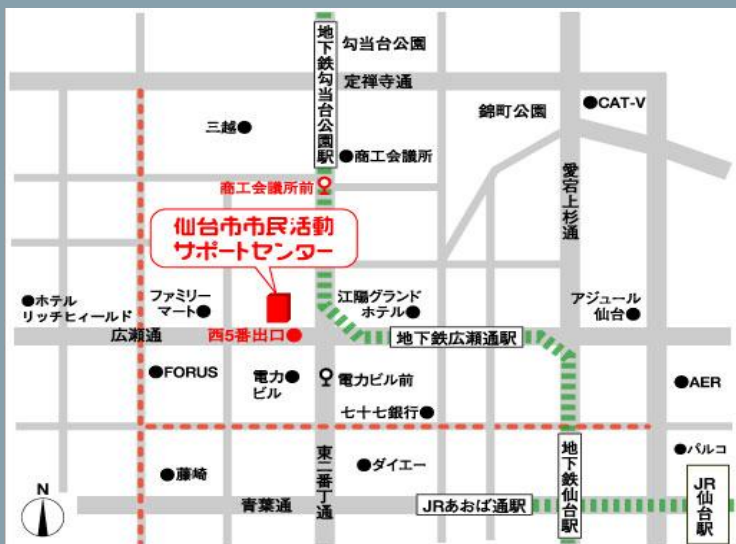 地下鉄勾当台公園駅
勾当台公園
定禅寺通
三越
商工会議所
錦町公園
CAT-V
愛宕上杉通
商工会議所前
仙台市市民活動
サポートセンター
ホテル
リッチヒィールド
ファミリー
マート
江陽グランド
ホテル
アジュール
仙台
広瀬通
西5番出口
地下鉄広瀬通駅
FORUS
電力
ビル
電力ビル前
AER
七十七銀行
藤崎
東二番丁通
ダイエー
地下鉄仙台駅
パルコ
N
青葉通
JRあおば通駅
JR
仙台駅